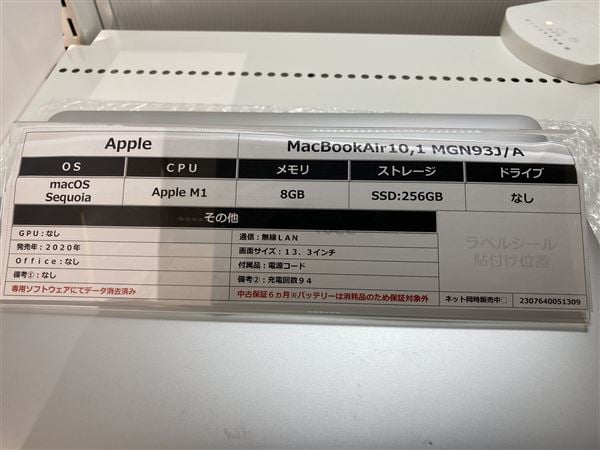 Apple MacBookAir10,1 MGN93J/A
OS CPU メモリ ストレージ ドライブ
macOS Sequoia Apple M1 8GB SSD:256GB なし
その他
GPU:なし
発売年:2020年
Office:なし
備考①:なし
専用ソフトウェアにてデータ消去済み
通信:無線LAN
画面サイズ:13.3インチ
付属品:電源コード
備考②:充電回数94
中古保証6ヵ月※バッテリーは消耗品のため保証対象外
ラベルシール
貼付け位置
ネット同時販売中□ 2307640051309